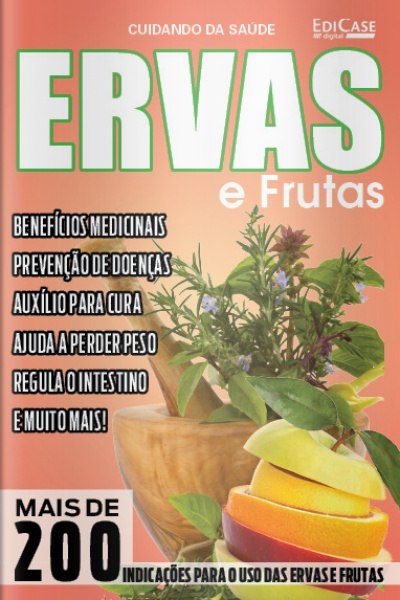 CUIDANDO DA SAÚDE
EDICASE
digital
ERVAS
e Frutas
BENEFÍCIOS MEDICINAIS
PREVENÇÃO DE DOENÇAS
AUXÍLIO PARA CURA
AJUDA A PERDER PESO
REGULA O INTESTINO
E MUITO MAIS!
MAIS DE
200
INDICAÇÕES PARA O USO DAS ERVAS E FRUTAS